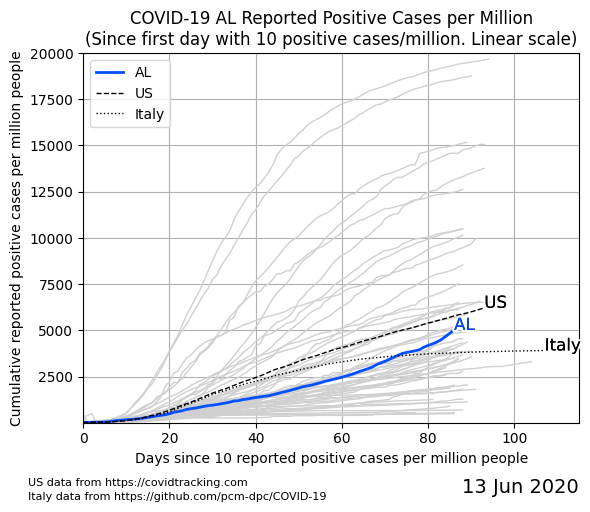 COVID-19 AL Reported Positive Cases per Million
(Since first day with 10 positive cases/million. Linear scale)
Cumulative reported positive cases per million people
20000
17500
15000
12500
10000
7500
5000
2500
AL
US
Italy
US
AL
Italy
0
20
40
60
80
100
Days since 10 reported positive cases per million people
US data from https://covidtracking.com
Italy data from https://github.com/pcm-dpc/COVID-19
13 Jun 2020